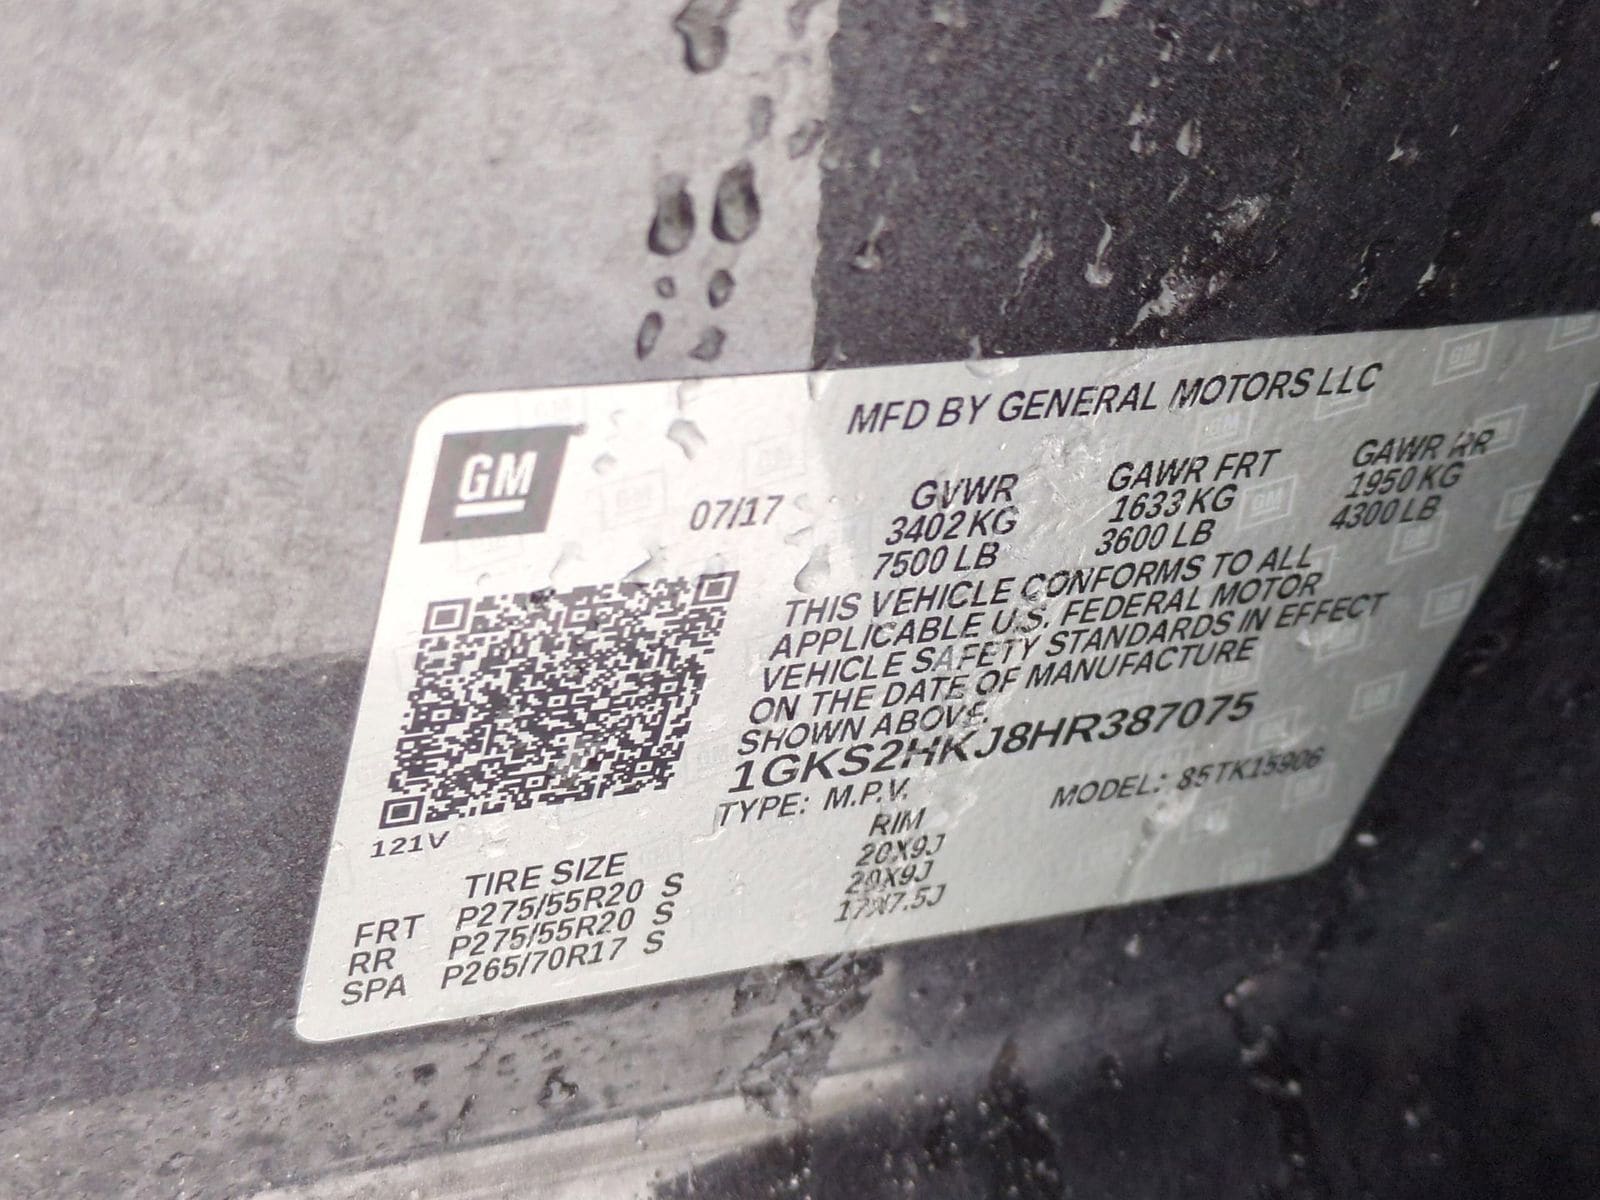 MFD BY GENERAL MOTORS LLC
GM
07/17
GVWR GAWR FRT GAWR RR
3402 KG 1633 KG 1950 KG
7500 LB 3600 LB 4300 LB
THIS VEHICLE CONFORMS TO ALL
APPLICABLE U.S. FEDERAL MOTOR
VEHICLE SAFETY STANDARDS IN EFFECT
ON THE DATE OF MANUFACTURE
SHOWN ABOVE.
1GKS2HKJ8HR387075
TYPE: M.P.V. MODEL: 85TK15906
121V
TIRE SIZE RIM
FRT P275/55R20 S 20X9J
RR P275/55R20 S 20X9J
SPA P265/70R17 S 17X7.5J